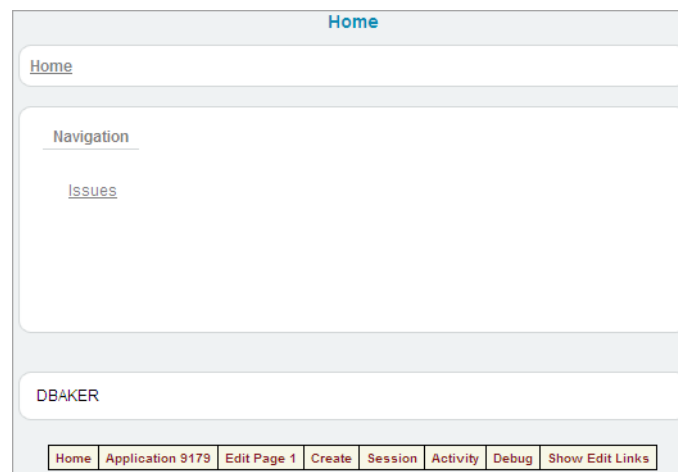 Home
Home
Navigation
Issues
DBAKER
Home Application 9179 Edit Page 1 Create Session Activity Debug Show Edit Links